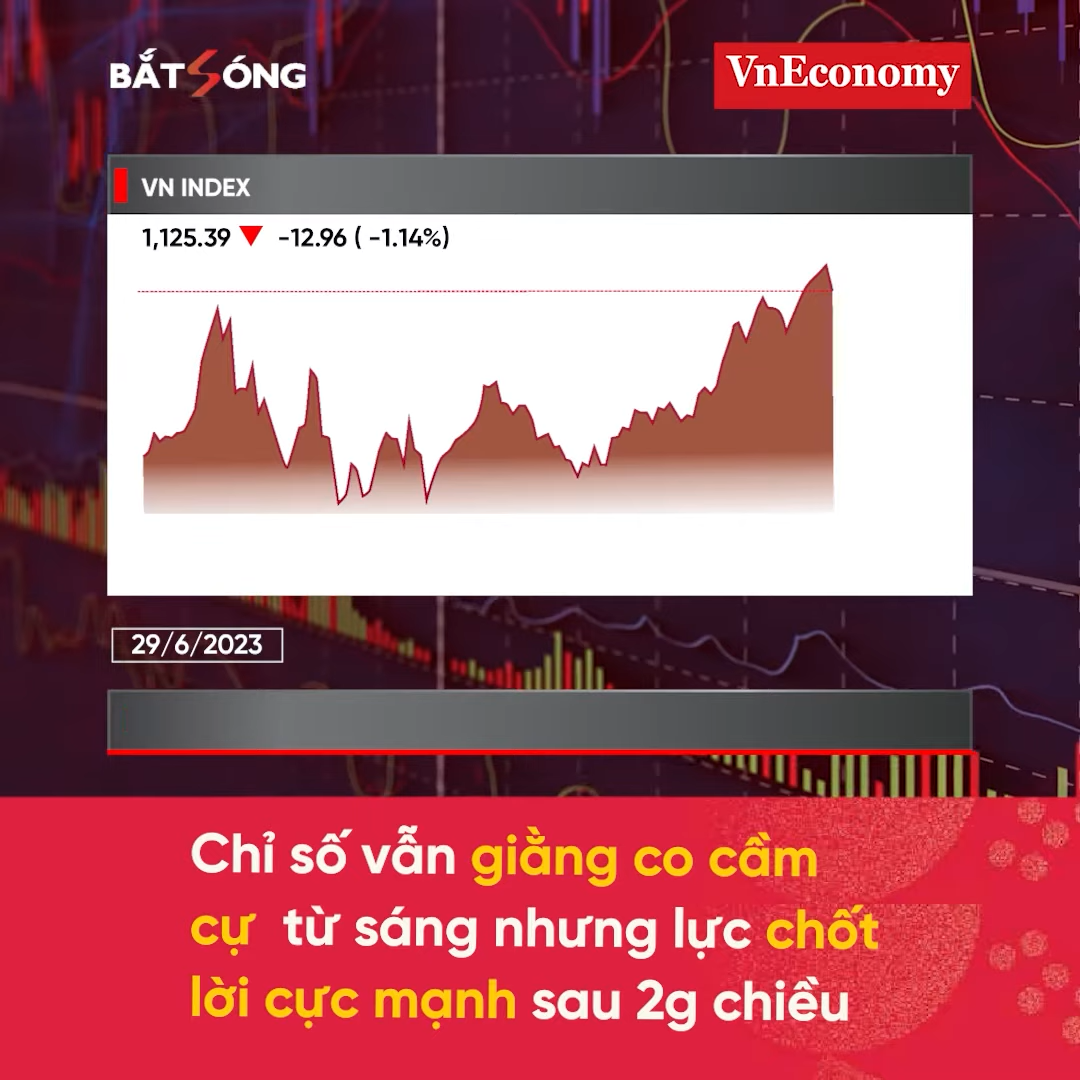 BẮT SÓNG
VnEconomy
VN INDEX
1,125.39 ▼ -12.96 ( -1.14%)
29/6/2023
Chỉ số vẫn giằng co cầm
cự từ sáng nhưng lực chốt
lời cực mạnh sau 2g chiều